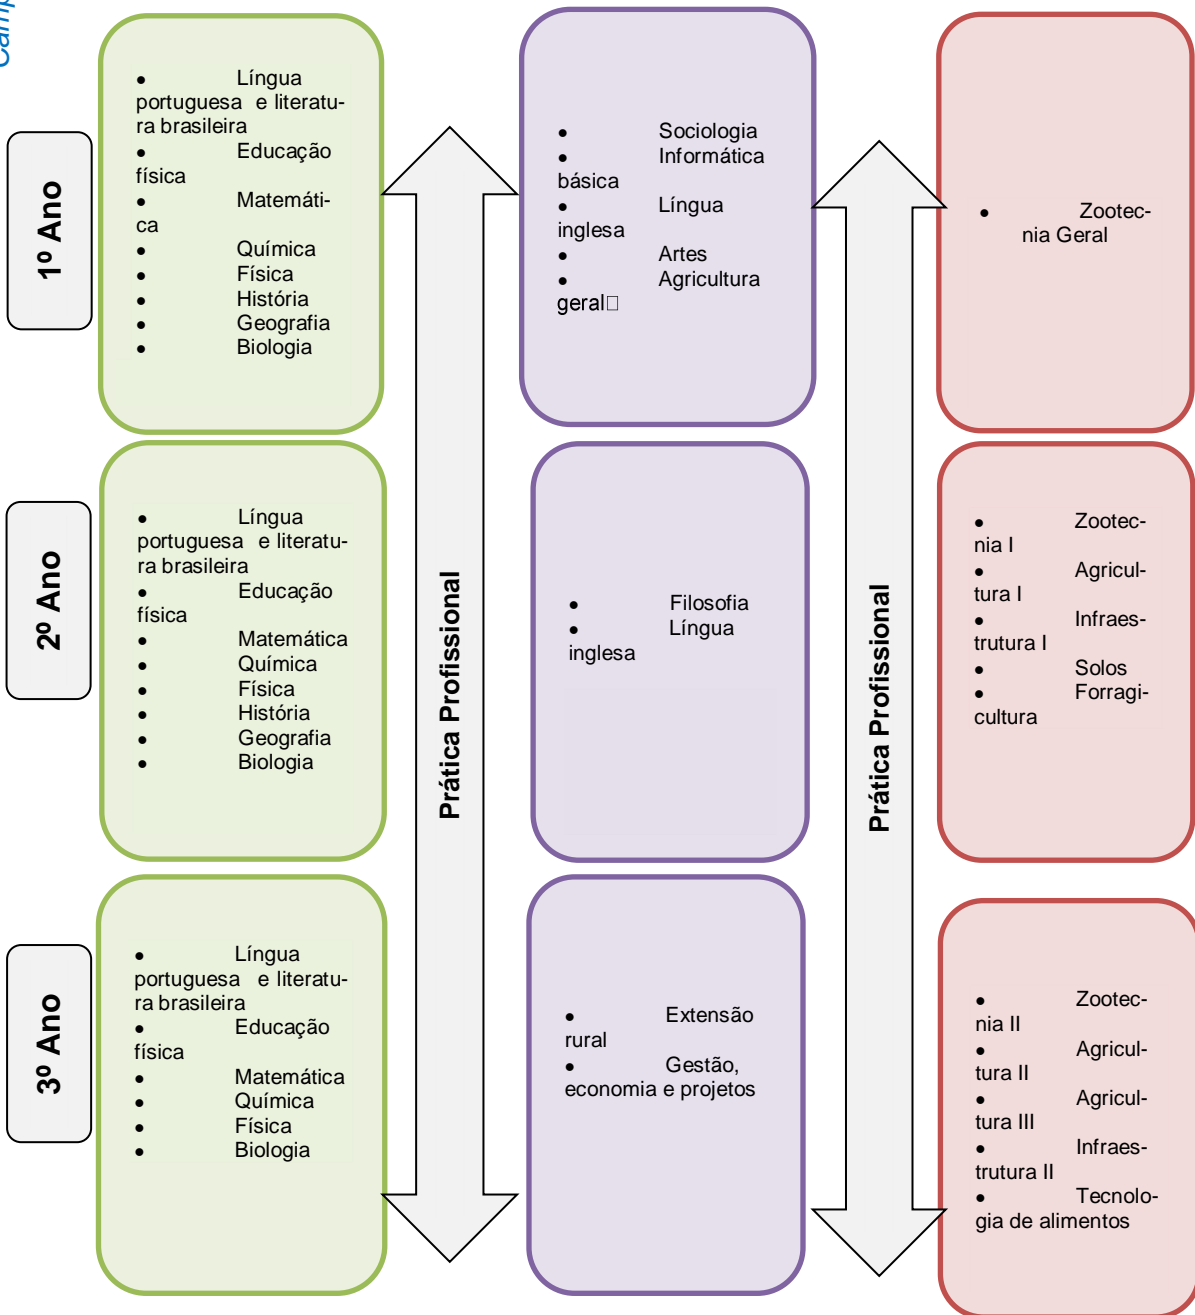 Camp
1º Ano
• Língua
portuguesa e literatu-
ra brasileira
• Educação
física
• Matemáti-
ca
• Química
• Física
• História
• Geografia
• Biologia
• Sociologia
• Informática
básica
• Língua
inglesa
• Artes
• Agricultura
geral□
• Zootec-
nia Geral
2º Ano
• Língua
portuguesa e literatu-
ra brasileira
• Educação
física
• Matemática
• Química
• Física
• História
• Geografia
• Biologia
Prática Profissional
• Filosofia
• Língua
inglesa
Prática Profissional
• Zootec-
nia I
• Agricul-
tura I
• Infraes-
trutura I
• Solos
• Forragi-
cultura
3º Ano
• Língua
portuguesa e literatu-
ra brasileira
• Educação
física
• Matemática
• Química
• Física
• Biologia
• Extensão
rural
• Gestão,
economia e projetos
• Zootec-
nia II
• Agricul-
tura II
• Agricul-
tura III
• Infraes-
trutura II
• Tecnolo-
gia de alimentos